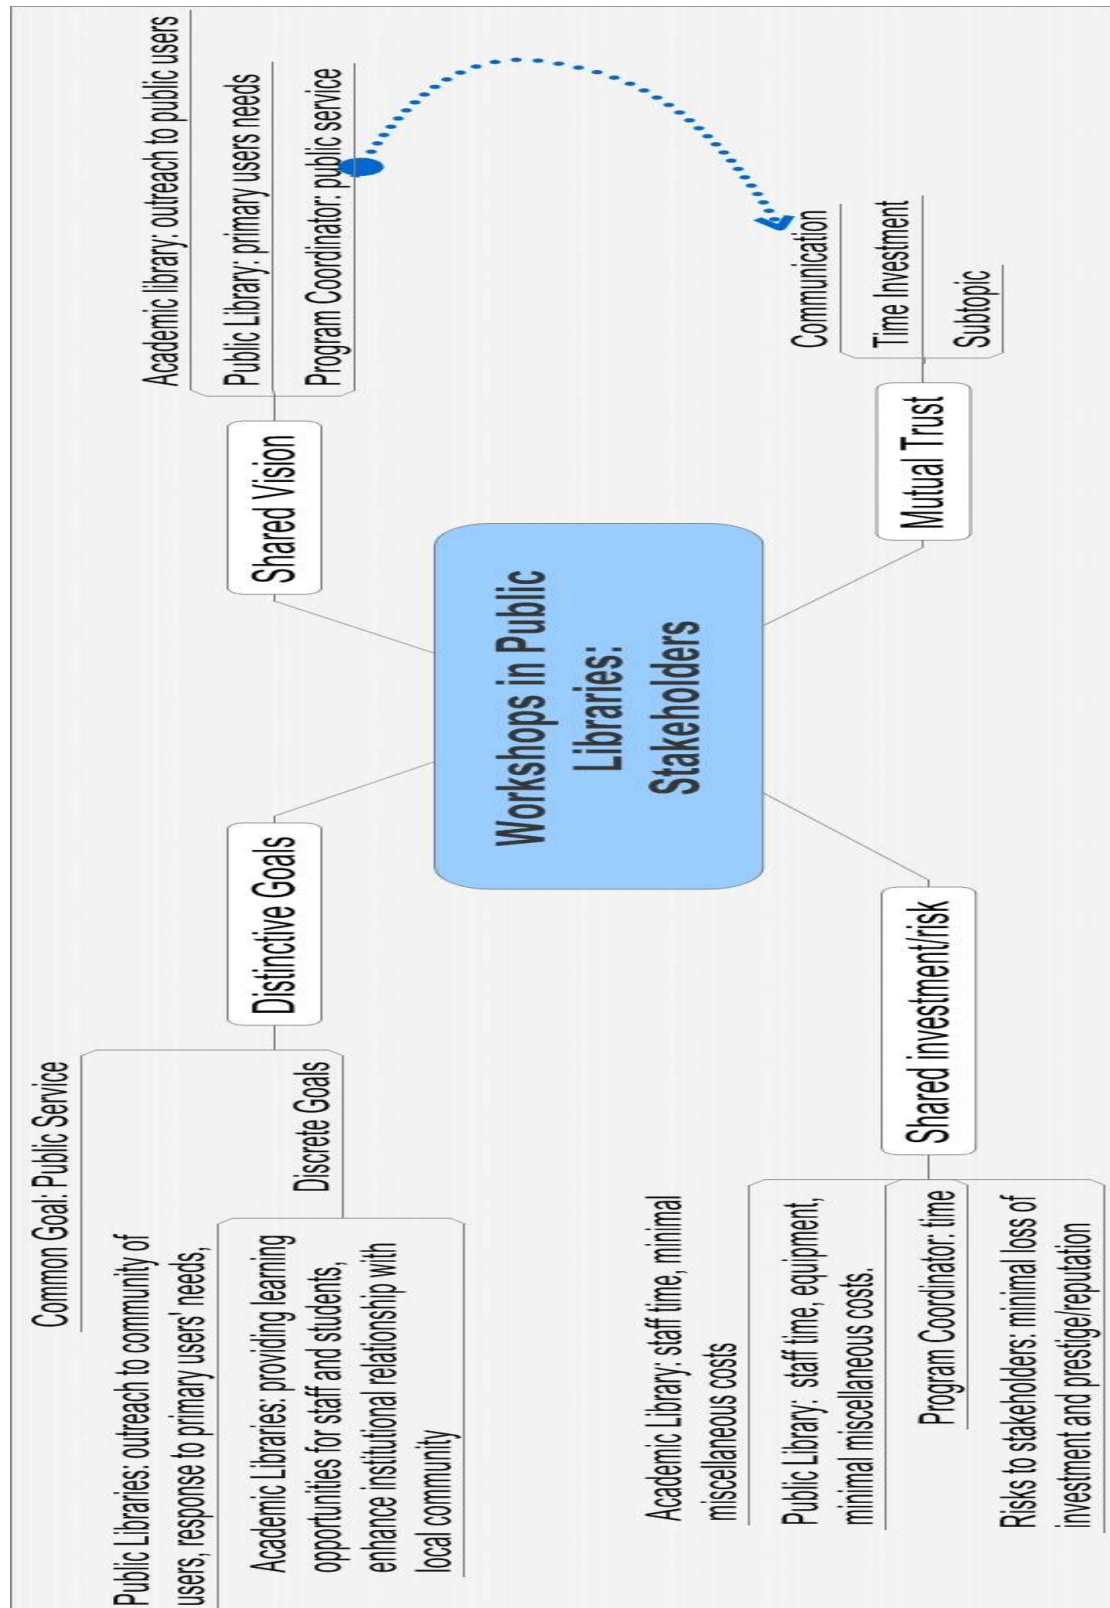 Workshops in Public
Libraries:
Stakeholders
Distinctive Goals
Common Goal: Public Service
Discrete Goals
Public Libraries: outreach to community of
users, response to primary users' needs,
Academic Libraries: providing learning
opportunities for staff and students,
enhance institutional relationship with
local community
Shared Vision
Academic library: outreach to public users
Public Library: primary users needs
Program Coordinator: public service
Shared investment/risk
Academic Library: staff time, minimal
miscellaneous costs
Public Library: staff time, equipment,
minimal miscellaneous costs.
Program Coordinator: time
Risks to stakeholders: minimal loss of
investment and prestige/reputation
Mutual Trust
Communication
Time Investment
Subtopic